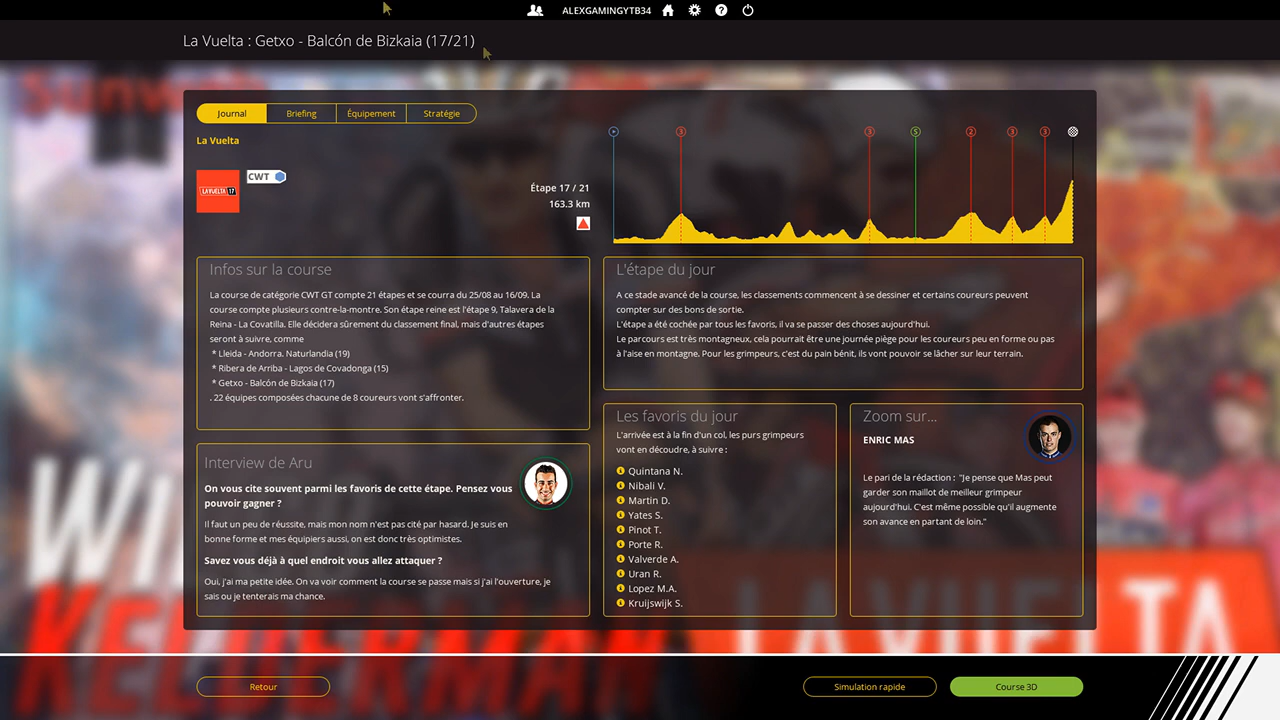 ALEXGAMINGYTB34
La Vuelta : Getxo - Balcón de Bizkaia (17/21)
Journal
Briefing
Équipement
Stratégie
La Vuelta
LA VUELTA 17
CWT
Étape 17 / 21
163.3 km
3
3
S
2
3
3
Infos sur la course
La course de catégorie CWT GT compte 21 étapes et se courra du 25/08 au 16/09. La
course compte plusieurs contre-la-montre. Son étape reine est l'étape 9, Talavera de la
Reina - La Covatilla. Elle décidera sûrement du classement final, mais d'autres étapes
seront à suivre, comme
* Lleida - Andorra. Naturlandia (19)
* Ribera de Arriba - Lagos de Covadonga (15)
* Getxo - Balcón de Bizkaia (17)
. 22 équipes composées chacune de 8 coureurs vont s'affronter.
L'étape du jour
A ce stade avancé de la course, les classements commencent à se dessiner et certains coureurs peuvent
compter sur des bons de sortie.
L'étape a été cochée par tous les favoris, il va se passer des choses aujourd'hui.
Le parcours est très montagneux, cela pourrait être une journée piège pour les coureurs peu en forme ou pas
à l'aise en montagne. Pour les grimpeurs, c'est du pain bénit, ils vont pouvoir se lâcher sur leur terrain.
Interview de Aru
On vous cite souvent parmi les favoris de cette étape. Pensez vous
pouvoir gagner ?
Il faut un peu de réussite, mais mon nom n'est pas cité par hasard. Je suis en
bonne forme et mes équipiers aussi, on est donc très optimistes.
Savez vous déjà à quel endroit vous allez attaquer ?
Oui, j'ai ma petite idée. On va voir comment la course se passe mais si j'ai l'ouverture, je
sais ou je tenterais ma chance.
Les favoris du jour
L'arrivée est à la fin d'un col, les purs grimpeurs
vont en découdre, à suivre :
Quintana N.
Nibali V.
Martin D.
Yates S.
Pinot T.
Porte R.
Valverde A.
Uran R.
Lopez M.A.
Kruijswijk S.
Zoom sur...
ENRIC MAS
Le pari de la rédaction : "Je pense que Mas peut
garder son maillot de meilleur grimpeur
aujourd'hui. C'est même possible qu'il augmente
son avance en partant de loin."
KELDERMAN
LA VUELTA
Retour
Simulation rapide
Course 3D